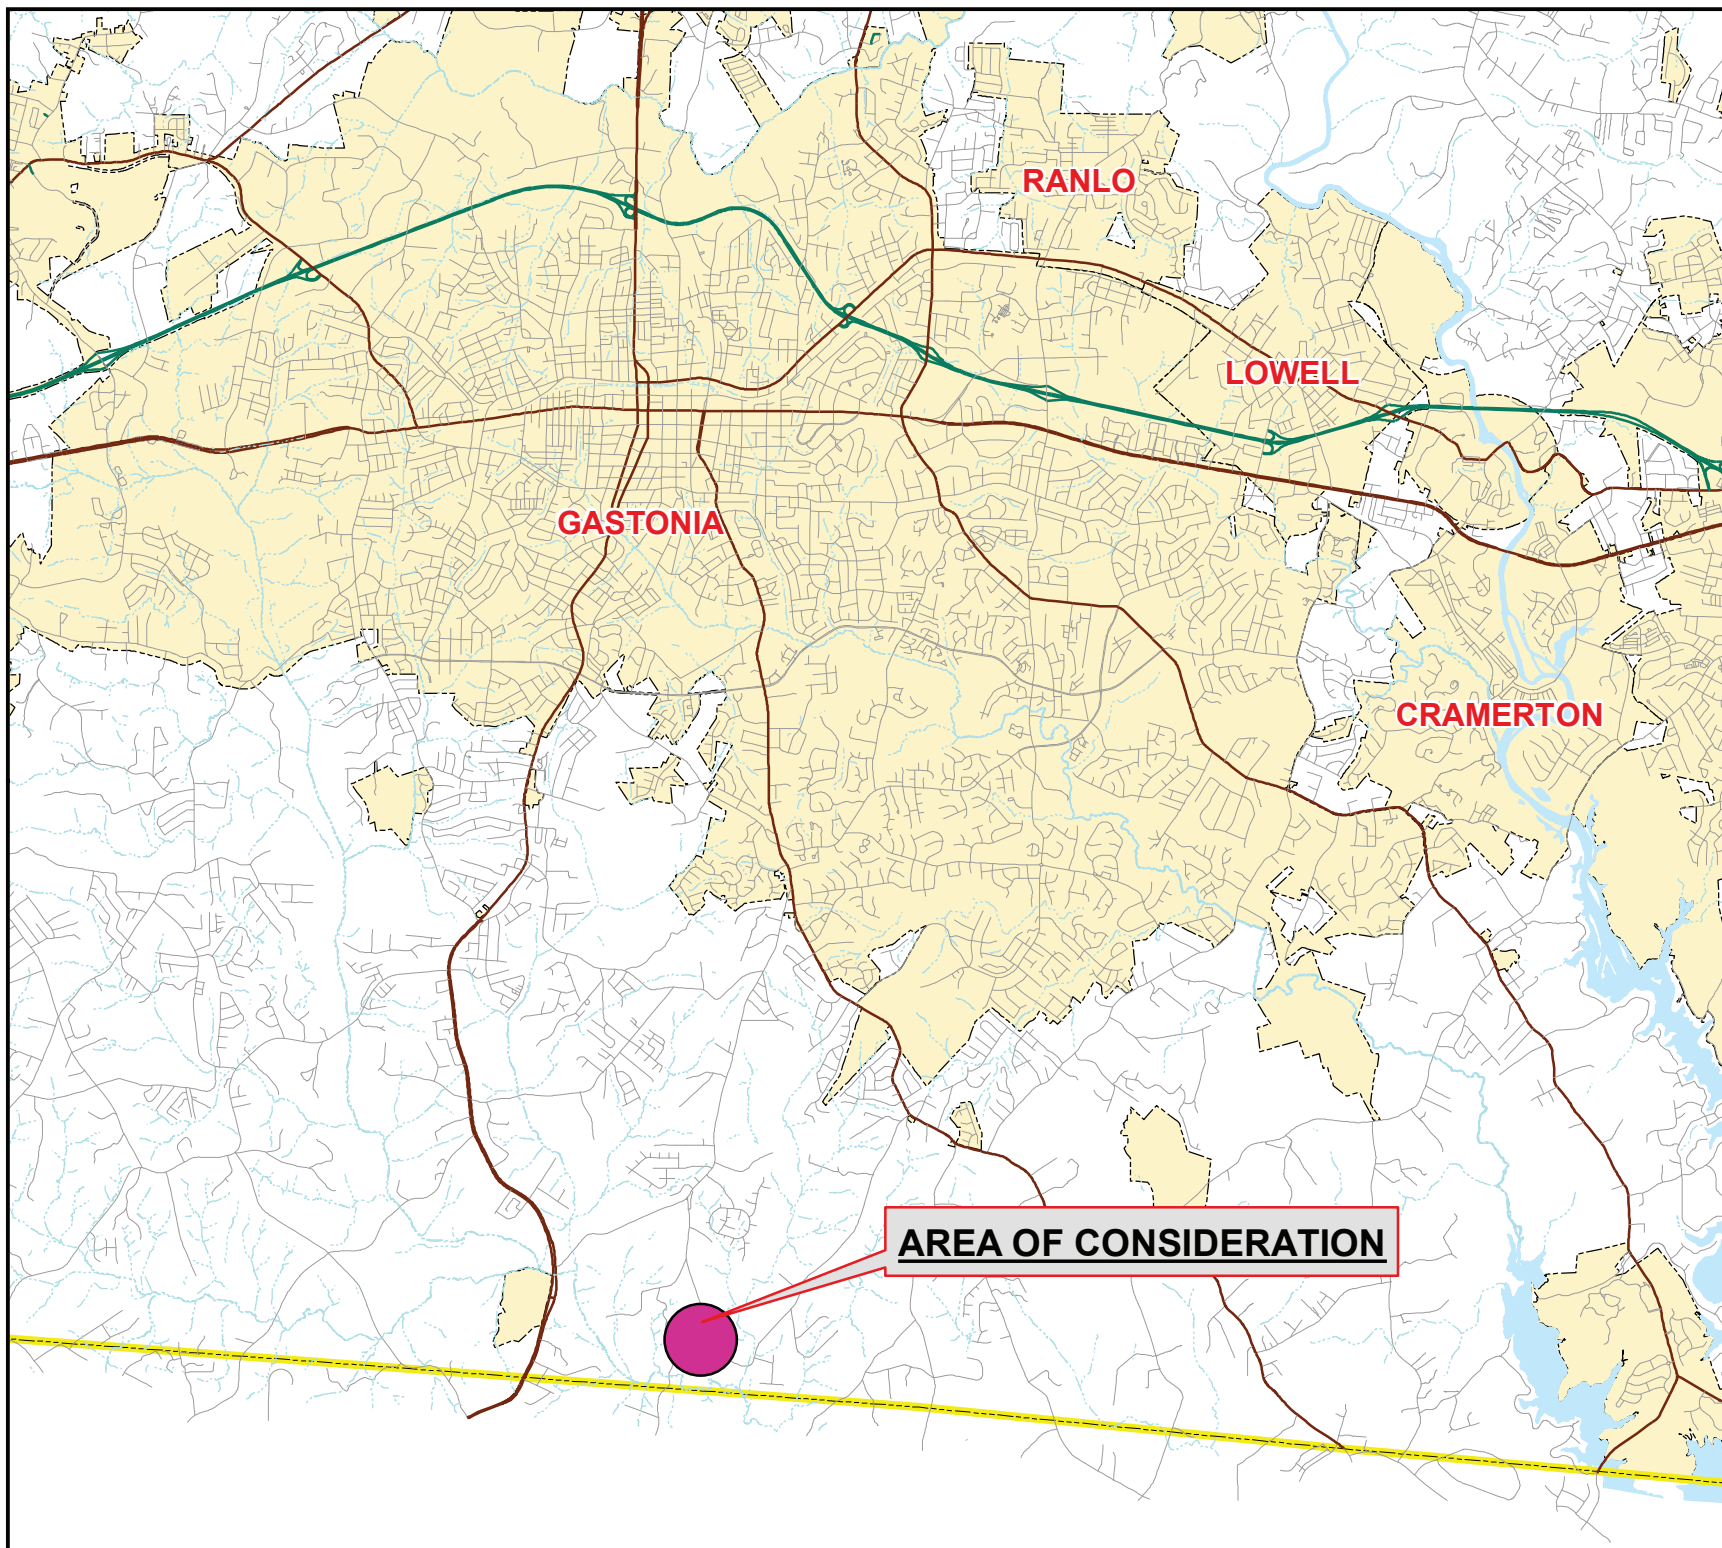 RANLO
LOWELL
GASTONIA
CRAMERTON
AREA OF CONSIDERATION